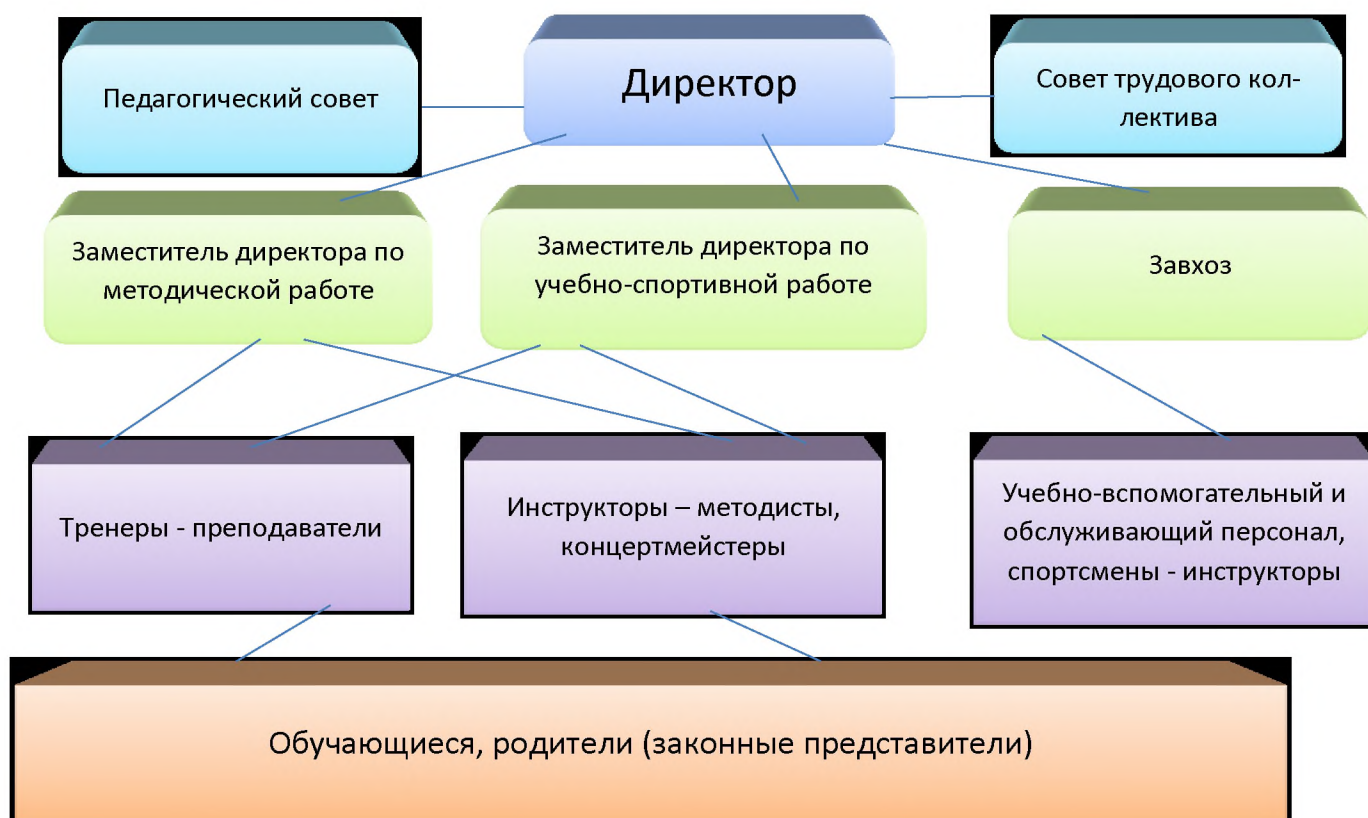 Педагогический совет
Директор
Совет трудового кол-
лектива
Заместитель директора по
методической работе
Заместитель директора по
учебно-спортивной работе
Завхоз
Тренеры - преподаватели
Инструкторы – методисты,
концертмейстеры
Учебно-вспомогательный и
обслуживающий персонал,
спортсмены - инструкторы
Обучающиеся, родители (законные представители)